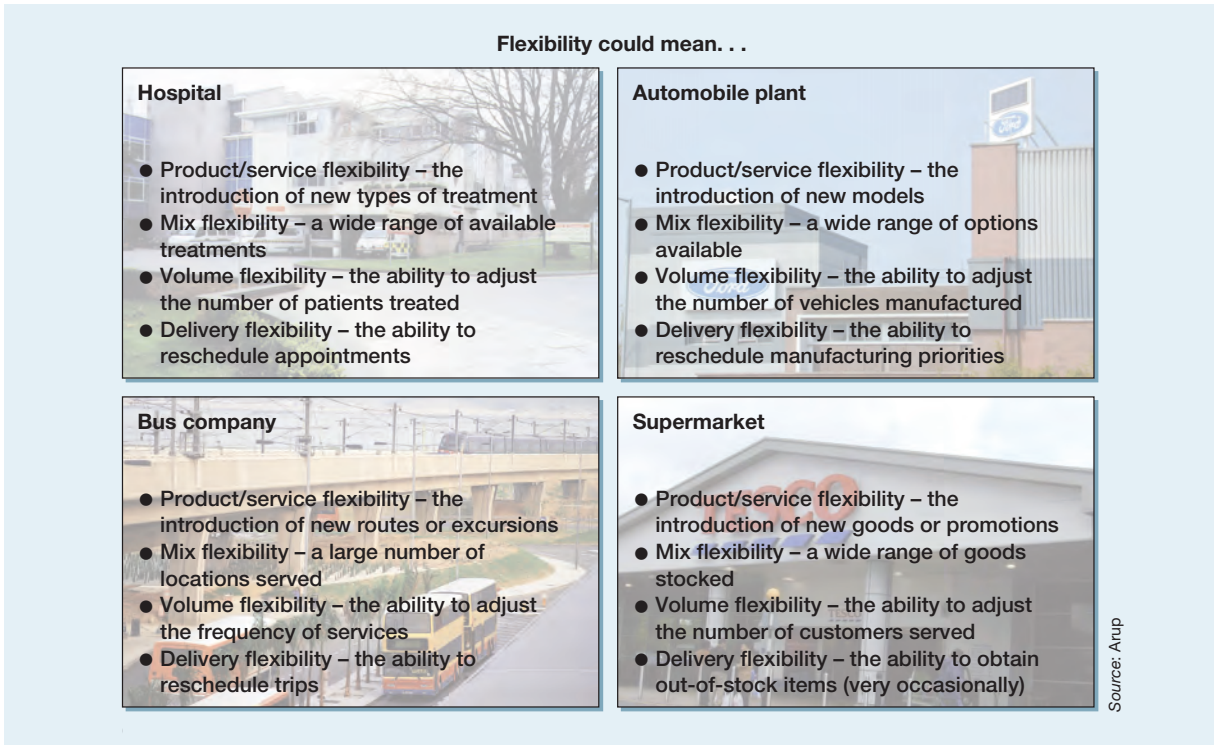 Flexibility could mean. . .
Hospital
● Product/service flexibility – the
introduction of new types of treatment
● Mix flexibility – a wide range of available
treatments
● Volume flexibility – the ability to adjust
the number of patients treated
● Delivery flexibility – the ability to
reschedule appointments
Automobile plant
Ford
● Product/service flexibility – the
introduction of new models
● Mix flexibility – a wide range of options
available
● Volume flexibility – the ability to adjust
Ford
the number of vehicles manufactured
● Delivery flexibility – the ability to
reschedule manufacturing priorities
Bus company
● Product/service flexibility – the
introduction of new routes or excursions
● Mix flexibility – a large number of
locations served
● Volume flexibility – the ability to adjust
the frequency of services
● Delivery flexibility – the ability to
reschedule trips
Supermarket
● Product/service flexibility – the
TESCO
introduction of new goods or promotions
● Mix flexibility – a wide range of goods
stocked
● Volume flexibility – the ability to adjust
TESCO
the number of customers served
● Delivery flexibility – the ability to obtain
out-of-stock items (very occasionally)
Source: Arup